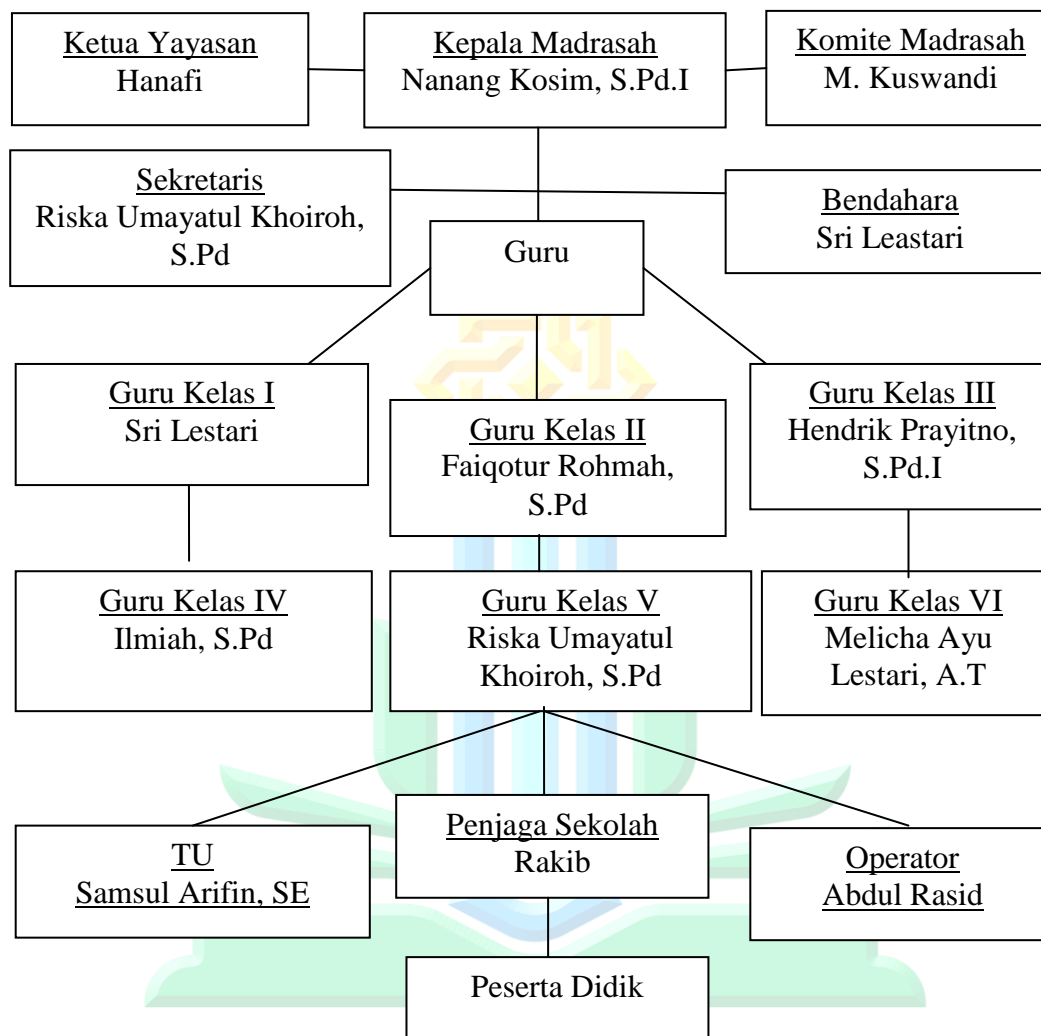 Ketua Yayasan
Hanafi
Kepala Madrasah
Nanang Kosim, S.Pd.I
Komite Madrasah
M. Kuswandi
Sekretaris
Riska Umayatul Khoiroh,
S.Pd
Bendahara
Sri Leastari
Guru
Guru Kelas I
Sri Lestari
Guru Kelas II
Faiqotur Rohmah,
S.Pd
Guru Kelas III
Hendrik Prayitno,
S.Pd.I
Guru Kelas IV
Ilmiah, S.Pd
Guru Kelas V
Riska Umayatul
Khoiroh, S.Pd
Guru Kelas VI
Melicha Ayu
Lestari, A.T
TU
Samsul Arifin, SE
Penjaga Sekolah
Rakib
Operator
Abdul Rasid
Peserta Didik